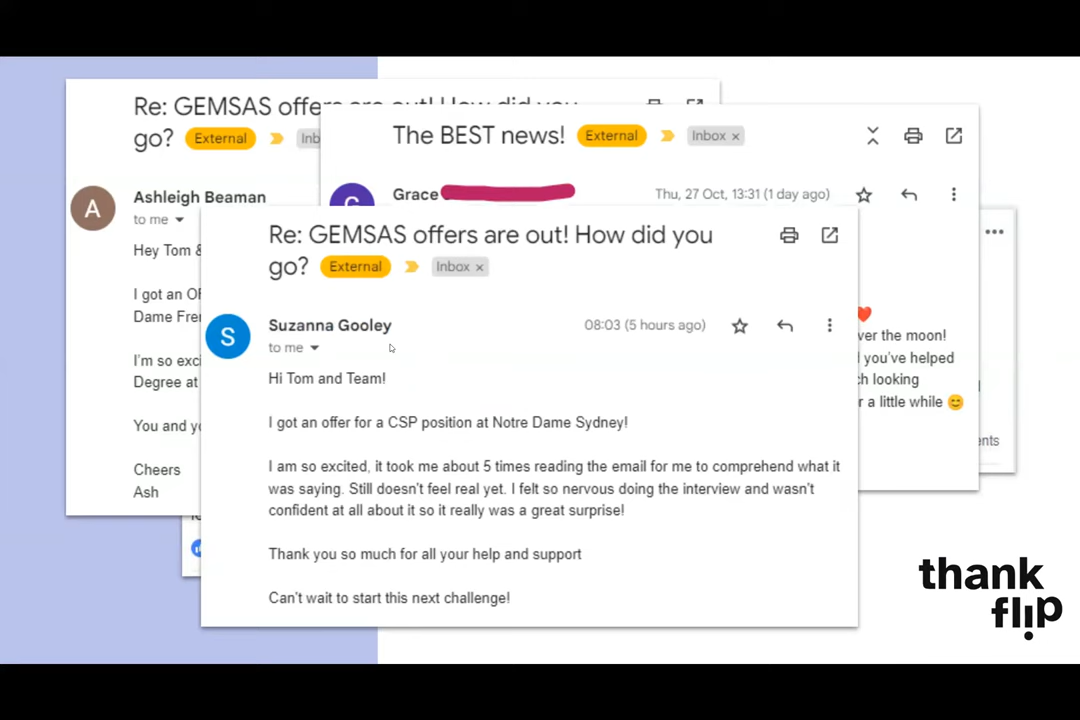 Re: GEMSAS offers are out! How did you
go? External Inb
A
Ashleigh Beaman
to me
Hey Tom &
I got an OF
Dame Fre
I'm so exci
Degree at
You and yo
Cheers
Ash
The BEST news! External Inbox ×
Grace
Thu, 27 Oct, 13:31 (1 day ago)
ver the moon!
you've helped
looking
r a little while 😊
Re: GEMSAS offers are out! How did you
go? External Inbox ×
S
Suzanna Gooley
08:03 (5 hours ago)
to me
Hi Tom and Team!
I got an offer for a CSP position at Notre Dame Sydney!
I am so excited, it took me about 5 times reading the email for me to comprehend what it
was saying. Still doesn't feel real yet. I felt so nervous doing the interview and wasn't
confident at all about it so it really was a great surprise!
Thank you so much for all your help and support
Can't wait to start this next challenge!
ents
thank
flip